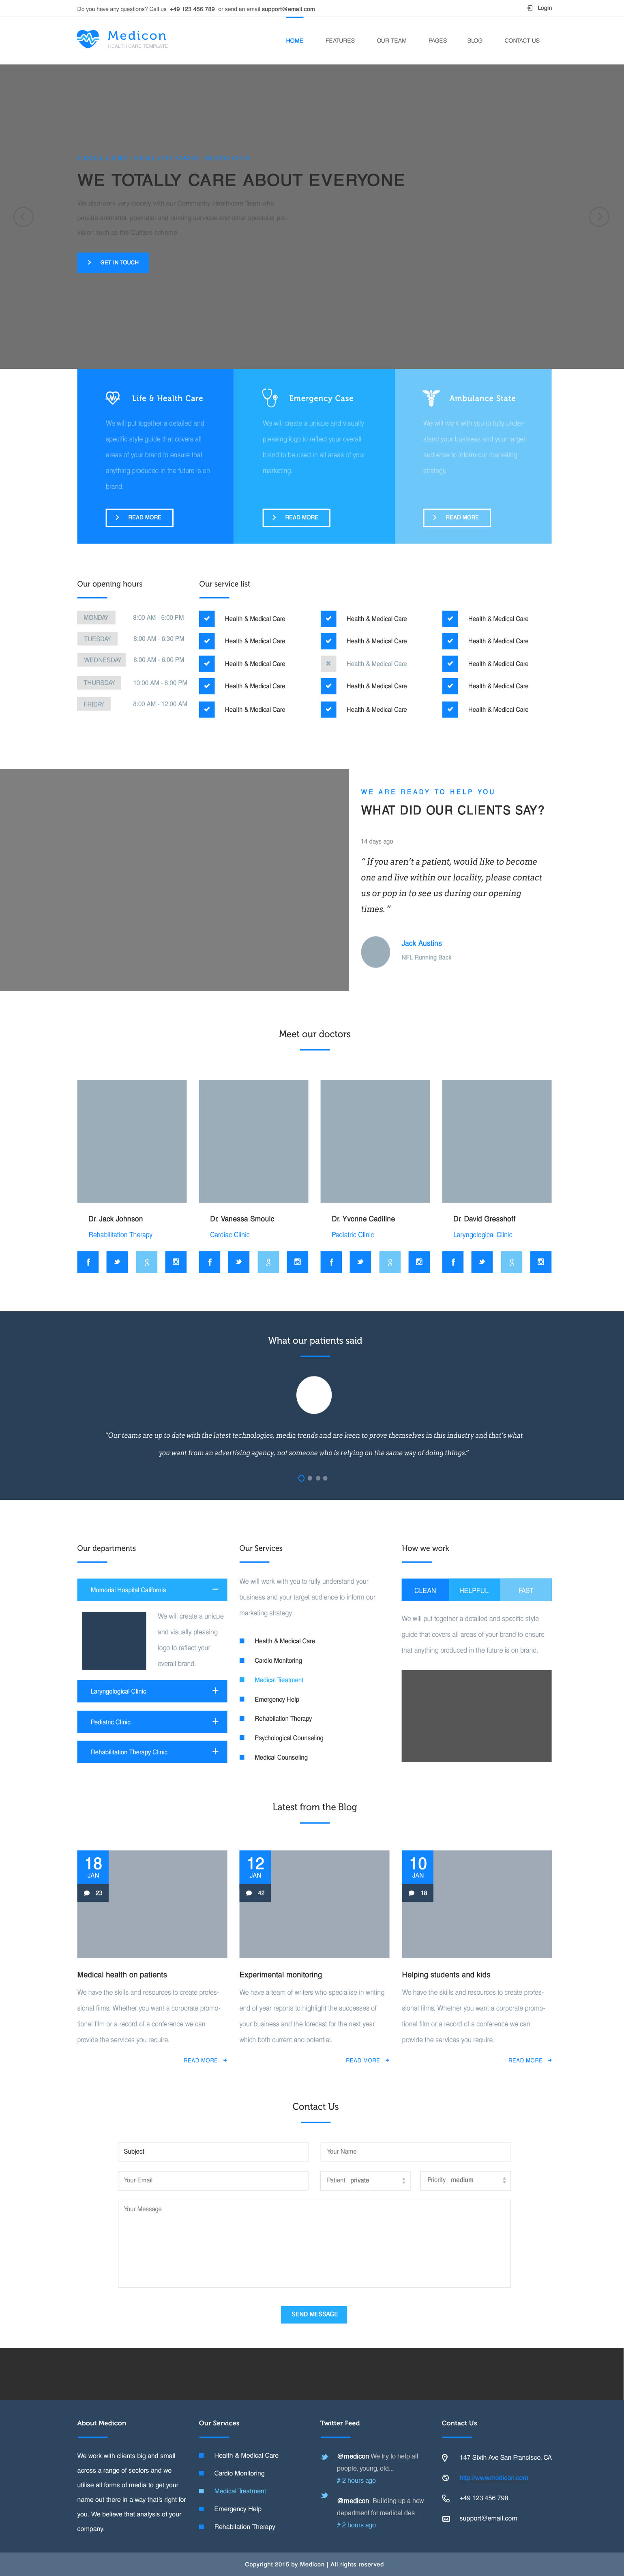 Do you have any questions? Call us +49 123 456 789 or send an email support@email.com
Login
Medicon
HEALTH CARE TEMPLATE
HOME FEATURES OUR TEAM PAGES BLOG CONTACT US
WE TOTALLY CARE ABOUT EVERYONE
We also work very closely with our Community Healthcare Team who
provide antenatal, postnatal and nursing services and other specialist ser-
vices such as the Quitters scheme.
GET IN TOUCH
Life & Health Care
We will put together a detailed and
specific style guide that covers all
areas of your brand to ensure that
anything produced in the future is on
brand.
READ MORE
Emergency Case
We will create a unique and visually
pleasing logo to reflect your overall
brand to be used in all areas of your
marketing
READ MORE
Ambulance State
We will work with you to fully under-
stand your business and your target
audience to inform our marketing
strategy
READ MORE
Our opening hours
MONDAY 8:00 AM - 6:00 PM
TUESDAY 8:00 AM - 6:30 PM
WEDNESDAY 8:00 AM - 6:00 PM
THURSDAY 10:00 AM - 8:00 PM
FRIDAY 8:00 AM - 12:00 AM
Our service list
Health & Medical Care Health & Medical Care Health & Medical Care
Health & Medical Care Health & Medical Care Health & Medical Care
Health & Medical Care Health & Medical Care Health & Medical Care
Health & Medical Care Health & Medical Care Health & Medical Care
Health & Medical Care Health & Medical Care Health & Medical Care
WE ARE READY TO HELP YOU
WHAT DID OUR CLIENTS SAY?
14 days ago
“ If you aren’t a patient, would like to become
one and live within our locality, please contact
us or pop in to see us during our opening
times. ”
Jack Austins
NFL Running Back
Meet our doctors
Dr. Jack Johnson
Rehabilitation Therapy
Dr. Vanessa Smouic
Cardiac Clinic
Dr. Yvonne Cadiline
Pediatric Clinic
Dr. David Gresshoff
Laryngological Clinic
What our patients said
“Our teams are up to date with the latest technologies, media trends and are keen to prove themselves in this industry and that’s what
you want from an advertising agency, not someone who is relying on the same way of doing things.”
Our departments
Momorial Hospital California
We will create a unique
and visually pleasing
logo to reflect your
overall brand.
Laryngological Clinic
Pediatric Clinic
Rehabilitation Therapy Clinic
Our Services
We will work with you to fully understand your
business and your target audience to inform our
marketing strategy
Health & Medical Care
Cardio Monitoring
Medical Treatment
Emergency Help
Rehabilation Therapy
Psychological Counseling
Medical Counseling
How we work
CLEAN HELPFUL FAST
We will put together a detailed and specific style
guide that covers all areas of your brand to ensure
that anything produced in the future is on brand.
Latest from the Blog
18
JAN
23
Medical health on patients
We have the skills and resources to create profes-
sional films. Whether you want a corporate promo-
tional film or a record of a conference we can
provide the services you require.
READ MORE
12
JAN
42
Experimental monitoring
We have a team of writers who specialise in writing
end of year reports to highlight the successes of
your business and the forecast for the next year,
which both current and potential.
READ MORE
10
JAN
18
Helping students and kids
We have the skills and resources to create profes-
sional films. Whether you want a corporate promo-
tional film or a record of a conference we can
provide the services you require.
READ MORE
Contact Us
Subject Your Name
Your Email Patient private Priority medium
Your Message
SEND MESSAGE
About Medicon
We work with clients big and small
across a range of sectors and we
utilise all forms of media to get your
name out there in a way that’s right for
you. We believe that analysis of your
company.
Our Services
Health & Medical Care
Cardio Monitoring
Medical Treatment
Emergency Help
Rehabilation Therapy
Twitter Feed
@medicon We try to help all
people, young, old...
# 2 hours ago
@medicon Building up a new
department for medical des...
# 2 hours ago
Contact Us
147 Sixth Ave San Francisco, CA
http://www.medicon.com
+49 123 456 798
support@email.com
Copyright 2015 by Medicon | All rights reserved